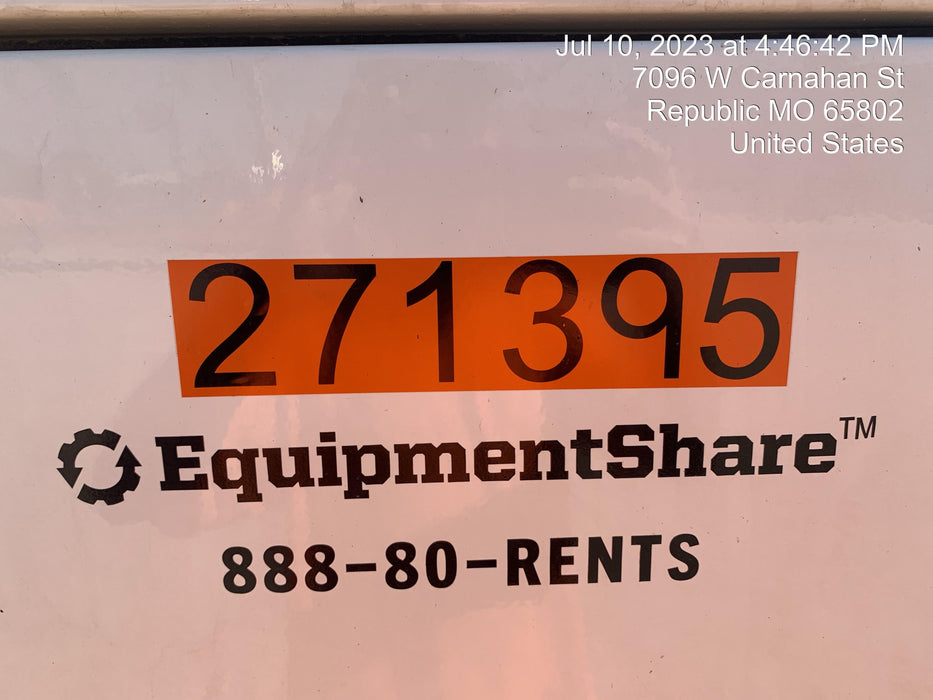 Jul 10, 2023 at 4:46:42 PM
7096 W Carnahan St
Republic MO 65802
United States
271395
EquipmentShare™
888-80-RENTS